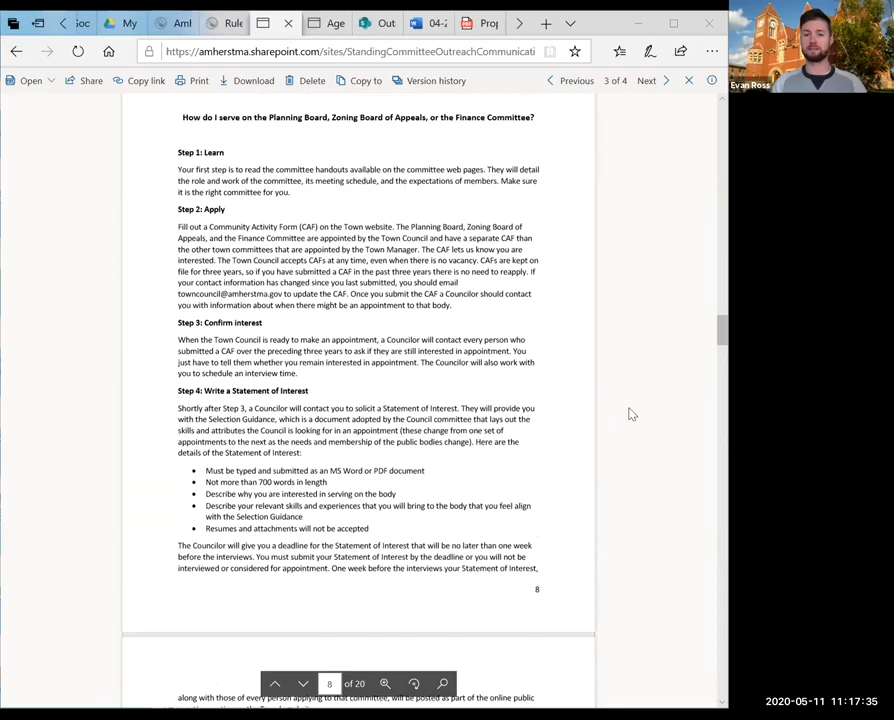 oc
My
Aml
Rule
Age
Out
04-2
Prop
https://amherstma.sharepoint.com/sites/StandingCommitteeOutreachCommunicati
Open
Share
Copy link
Print
Download
Delete
Copy to
Version history
Previous
3 of 4
Next
Evan Ross
How do I serve on the Planning Board, Zoning Board of Appeals, or the Finance Committee?
Step 1: Learn
Your first step is to read the committee handouts available on the committee web pages. They will detail
the role and work of the committee, its meeting schedule, and the expectations of members. Make sure
it is the right committee for you.
Step 2: Apply
Fill out a Community Activity Form (CAF) on the Town website. The Planning Board, Zoning Board of
Appeals, and the Finance Committee are appointed by the Town Council and have a separate CAF than
the other town committees that are appointed by the Town Manager. The CAF lets us know you are
interested. The Town Council accepts CAFs at any time, even when there is no vacancy. CAFs are kept on
file for three years, so if you have submitted a CAF in the past three years there is no need to reapply. If
your contact information has changed since you last submitted, you should email
towncouncil@amherstma.gov to update the CAF. Once you submit the CAF a Councilor should contact
you with information about when there might be an appointment to that body.
Step 3: Confirm interest
When the Town Council is ready to make an appointment, a Councilor will contact every person who
submitted a CAF over the preceding three years to ask if they are still interested in appointment. You
just have to tell them whether you remain interested in appointment. The Councilor will also work with
you to schedule an interview time.
Step 4: Write a Statement of Interest
Shortly after Step 3, a Councilor will contact you to solicit a Statement of Interest. They will provide you
with the Selection Guidance, which is a document adopted by the Council committee that lays out the
skills and attributes the Council is looking for in an appointment (these change from one set of
appointments to the next as the needs and membership of the public bodies change). Here are the
details of the Statement of Interest:
• Must be typed and submitted as an MS Word or PDF document
• Not more than 700 words in length
• Describe why you are interested in serving on the body
• Describe your relevant skills and experiences that you will bring to the body that you feel align
with the Selection Guidance
• Resumes and attachments will not be accepted
The Councilor will give you a deadline for the Statement of Interest that will be no later than one week
before the interviews. You must submit your Statement of Interest by the deadline or you will not be
interviewed or considered for appointment. One week before the interviews your Statement of Interest,
8
8 of 20
along with those of every person applying to that committee, will be posted as part of the online public
2020-05-11 11:17:35